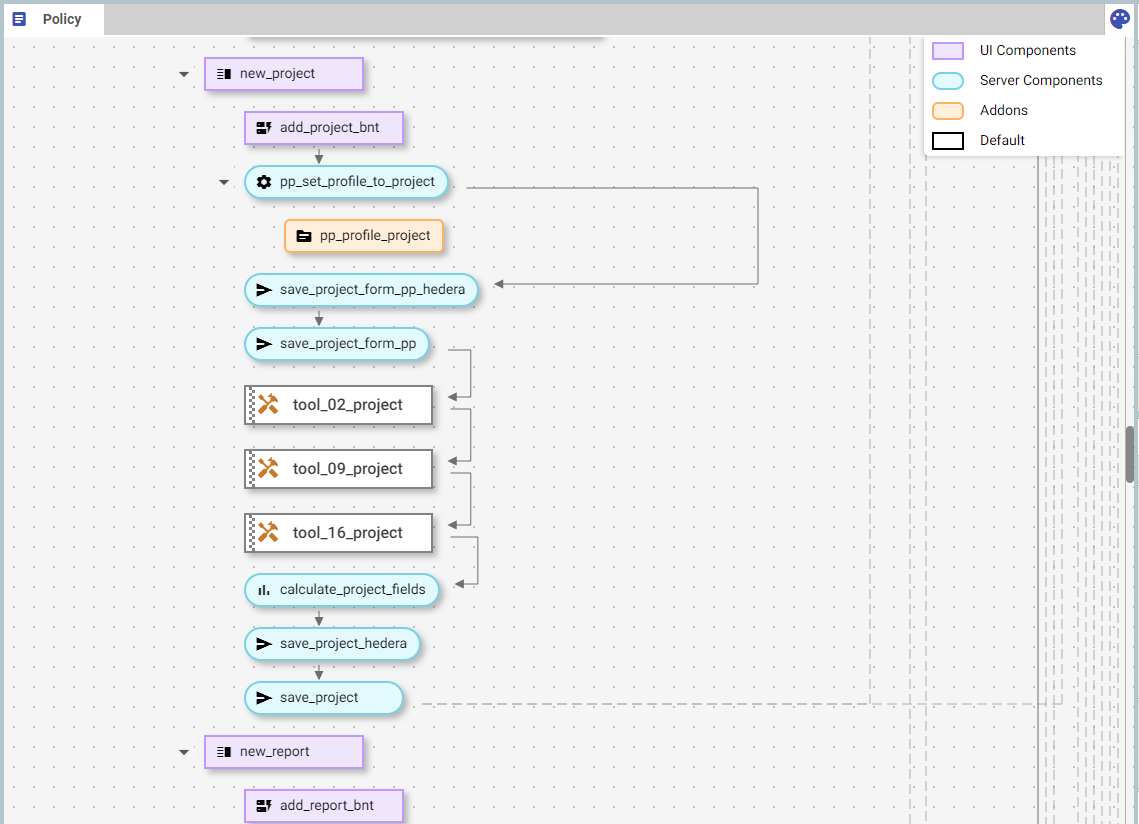 Policy
UI Components
Server Components
Addons
Default
new_project
add_project_bnt
pp_set_profile_to_project
pp_profile_project
save_project_form_pp_hedera
save_project_form_pp
tool_02_project
tool_09_project
tool_16_project
calculate_project_fields
save_project_hedera
save_project
new_report
add_report_bnt